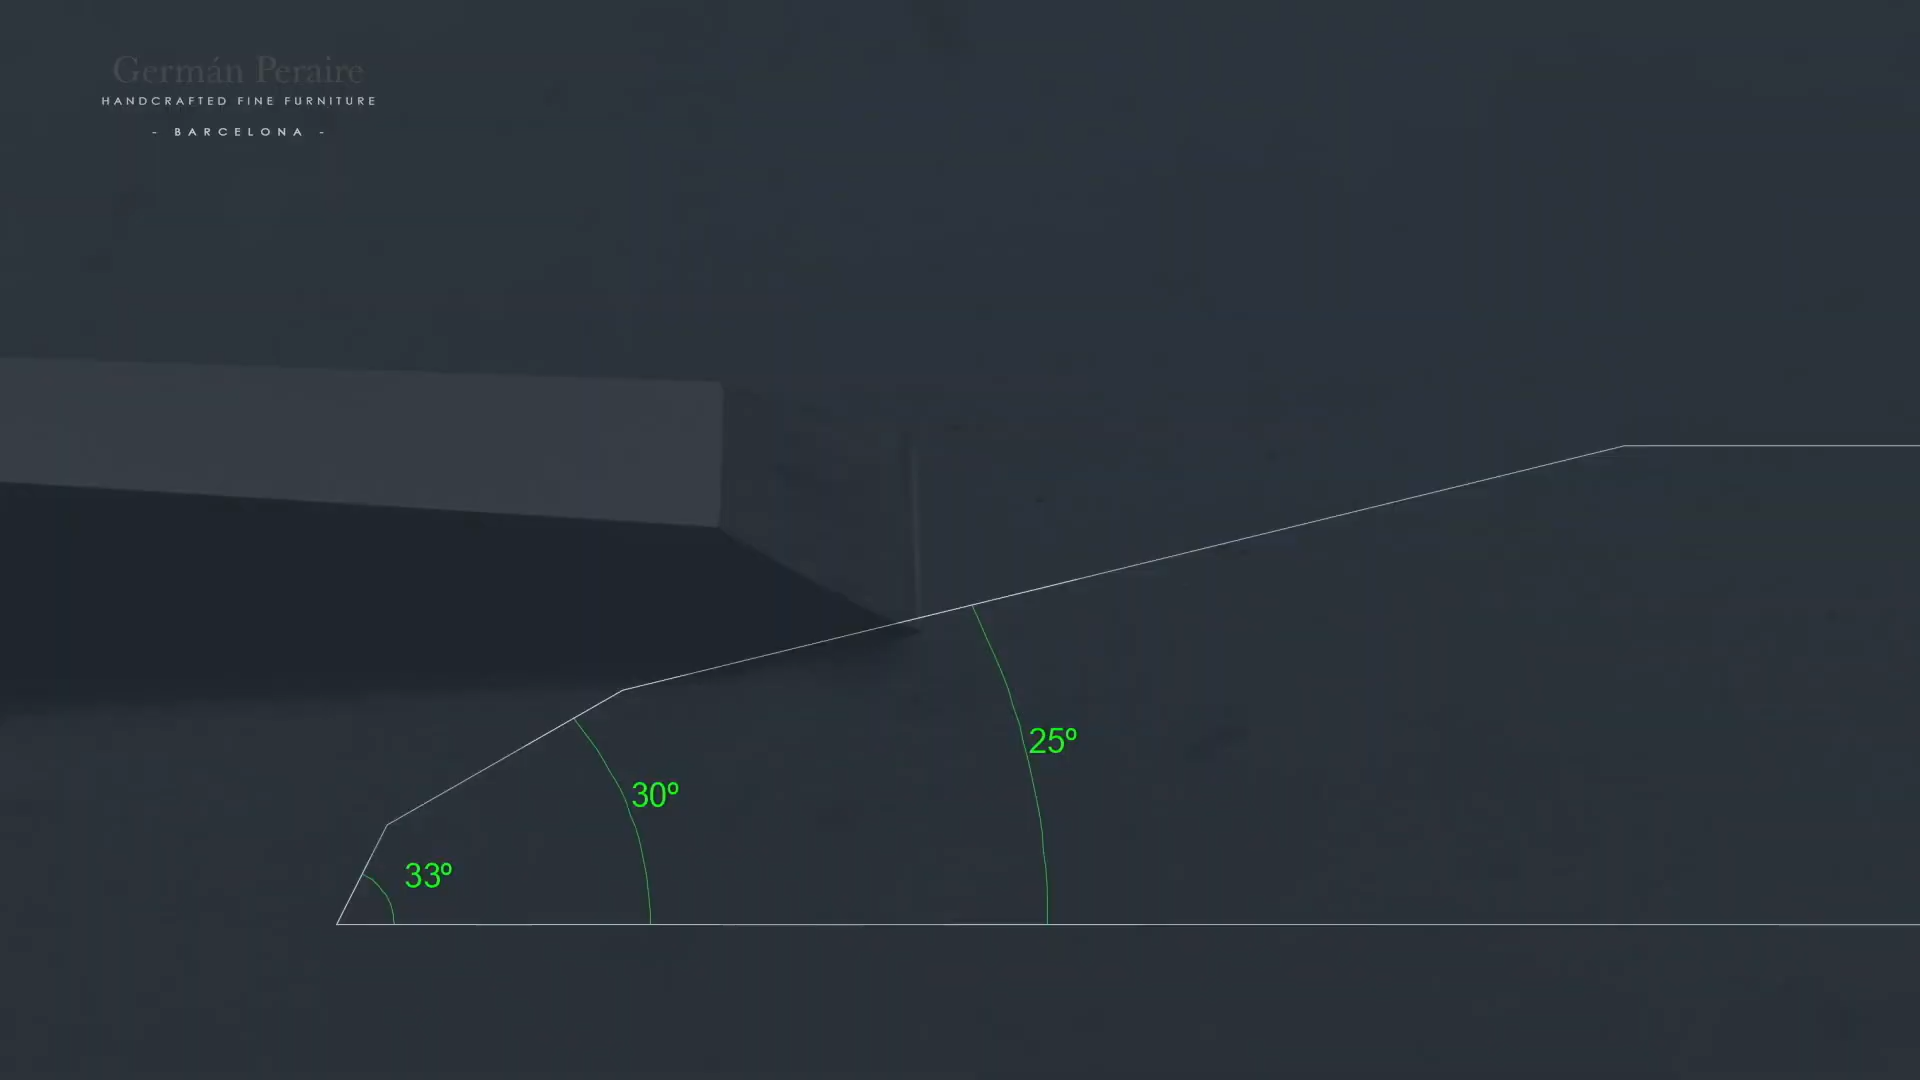 Germán Peraire
HANDCRAFTED FINE FURNITURE
- BARCELONA -
25º
30º
33º